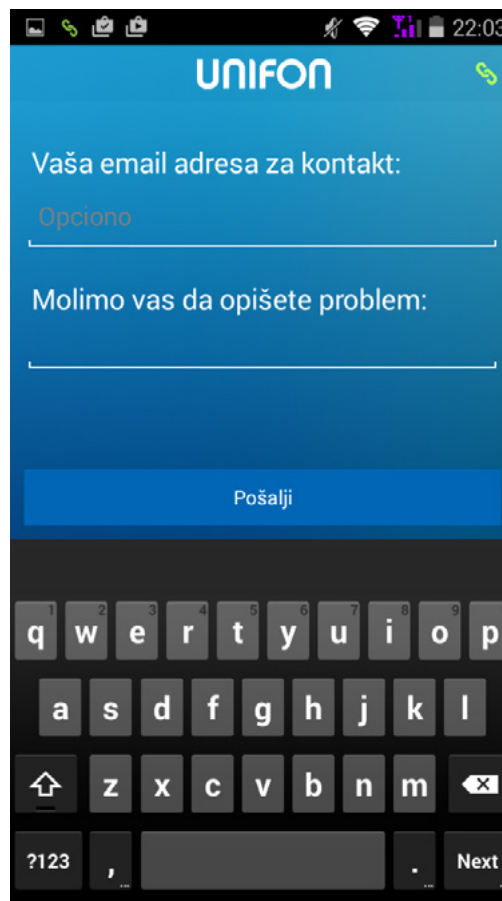 22:03
UNIFON
Vaša email adresa za kontakt:
Opciono
Molimo vas da opišete problem:
Pošalji
1 2 3 4 5 6 7 8 9
q w e r t y u i o p
a s d f g h j k l
z x c v b n m
?123 , . Next